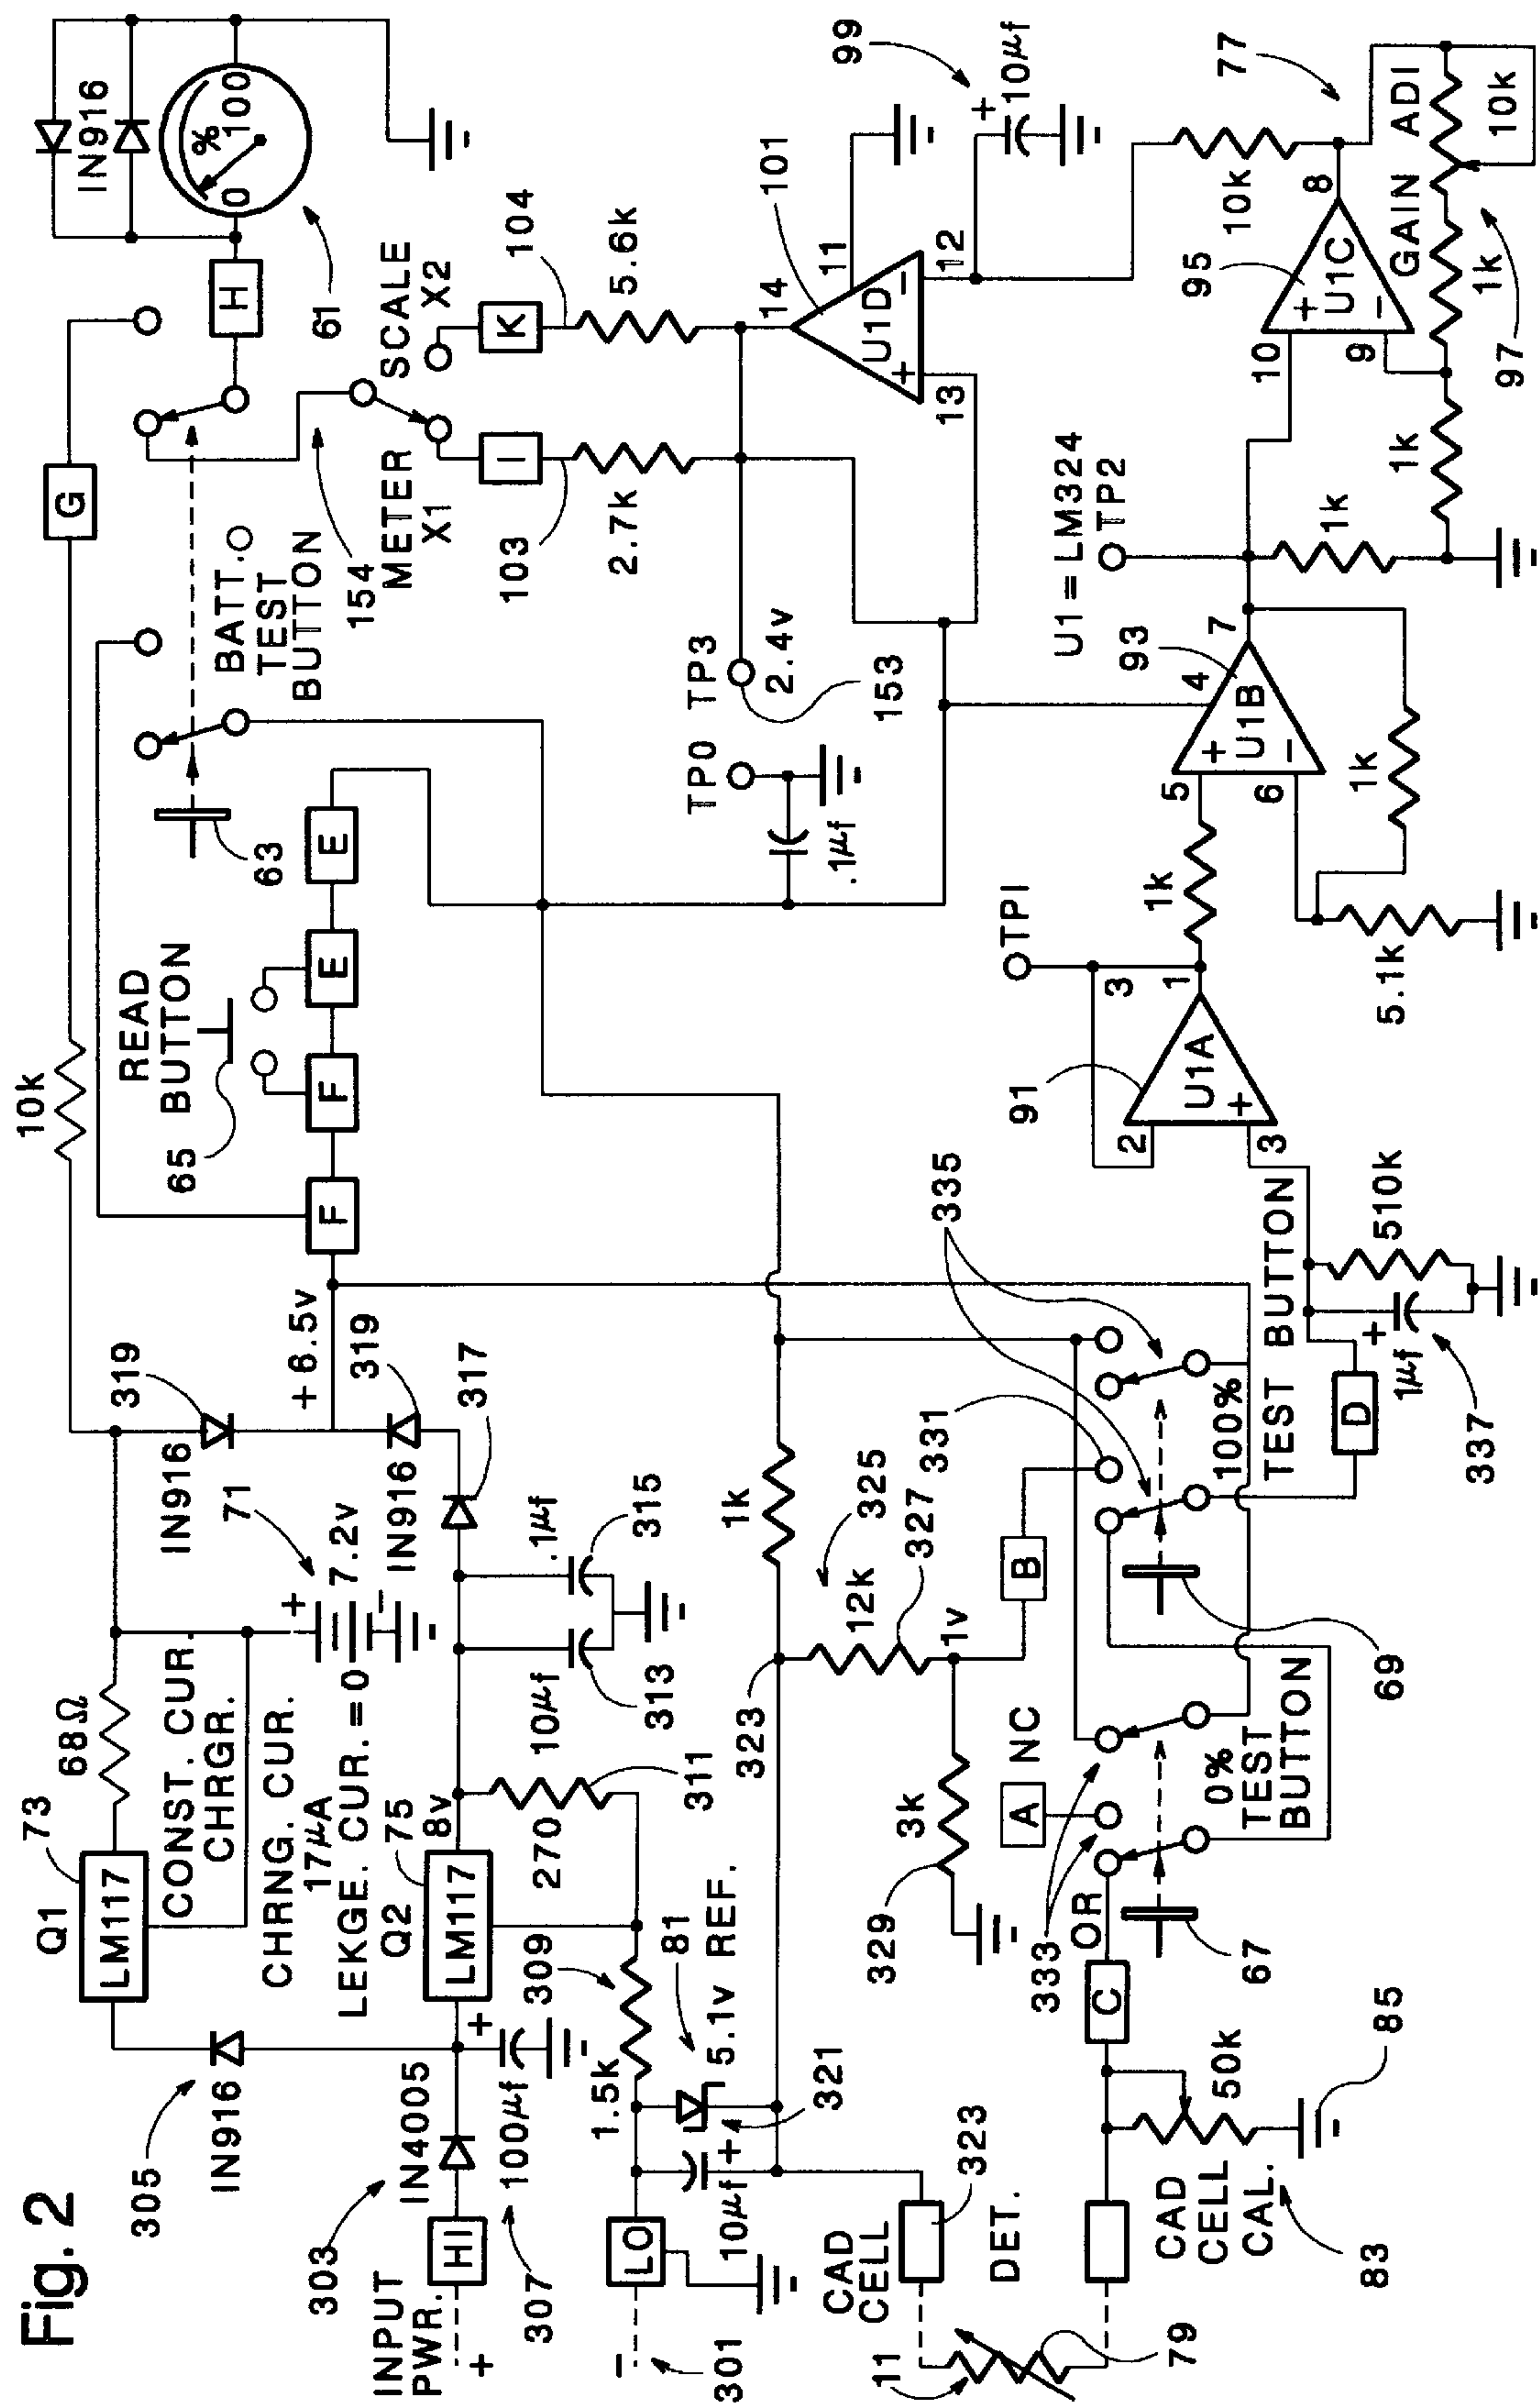 Fig. 2
INPUT
PWR.
+
HI
303
IN4005
307
100µf
+
305
IN916
Q1
73
LM117
68Ω
CONST. CUR.
CHRGR.
CHRNG. CUR.
17µA
LEKGE. CUR. = 0
Q2
75
LM117
8v
71
+
7.2v
-
IN916
319
+6.5v
IN916
319
317
10µf
313
.1µf
315
270
311
309
1.5k
-
301
LO
81
5.1v REF.
10µf
+
321
10k
G
F
F
E
E
READ
BUTTON
65
63
BATT.
TEST
BUTTON
154
METER
SCALE
X1
X2
H
IN916
%
0
100
61
I
K
103
104
2.7k
5.6k
TP0
TP3
2.4v
153
.1µf
14
101
U1D
+
-
13
12
11
99
+
10µf
10k
77
8
95
U1C
+
-
10
9
GAIN
ADI
10k
1k
97
1k
1k
U1 = LM324
TP2
7
93
4
U1B
+
-
5
6
1k
5.1k
1k
TPI
3
1
91
U1A
+
2
3
323
1k
325
12k
327
1v
3k
329
B
331
335
100%
TEST BUTTON
69
A
NC
333
OR
C
67
0%
TEST
BUTTON
D
337
1µf
+
510k
CAD
CELL
DET.
323
11
79
CAD
CELL
CAL.
83
50k
85